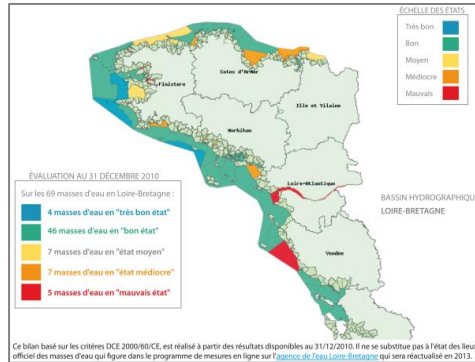 ÉCHELLE DES ÉTATS
Très bon
Bon
Moyen
Médiocre
Mauvais
Finistere
Cotes d'Armor
Ille et Vilaine
Morbihan
Loire-Atlantique
Vendee
BASSIN HYDROGRAPHIQUE
LOIRE-BRETAGNE
ÉVALUATION AU 31 DÉCEMBRE 2010
Sur les 69 masses d'eau en Loire-Bretagne :
4 masses d'eau en "très bon état"
46 masses d'eau en "bon état"
7 masses d'eau en "état moyen"
7 masses d'eau en "état médiocre"
5 masses d'eau en "mauvais état"
Ce bilan basé sur les critères DCE 2000/60/CE, est réalisé à partir des résultats disponibles au 31/12/2010. Il ne se substitue pas à l'état des lieux
officiel des masses d'eau qui figure dans le programme de mesures en ligne sur l'agence de l'eau Loire-Bretagne qui sera réactualisé en 2013.